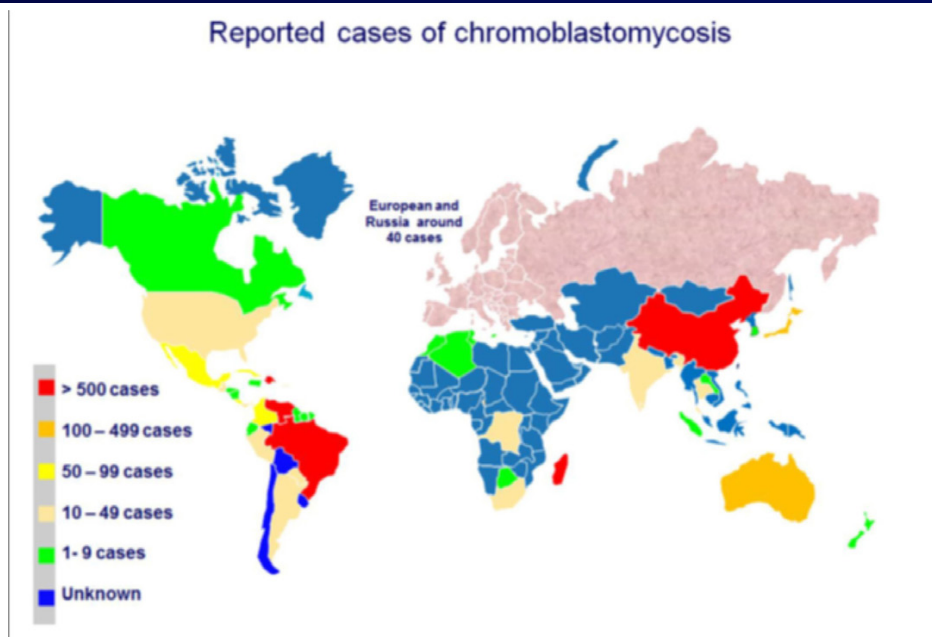 Reported cases of chromoblastomycosis
European and
Russia around
40 cases
> 500 cases
100 – 499 cases
50 – 99 cases
10 – 49 cases
1- 9 cases
Unknown